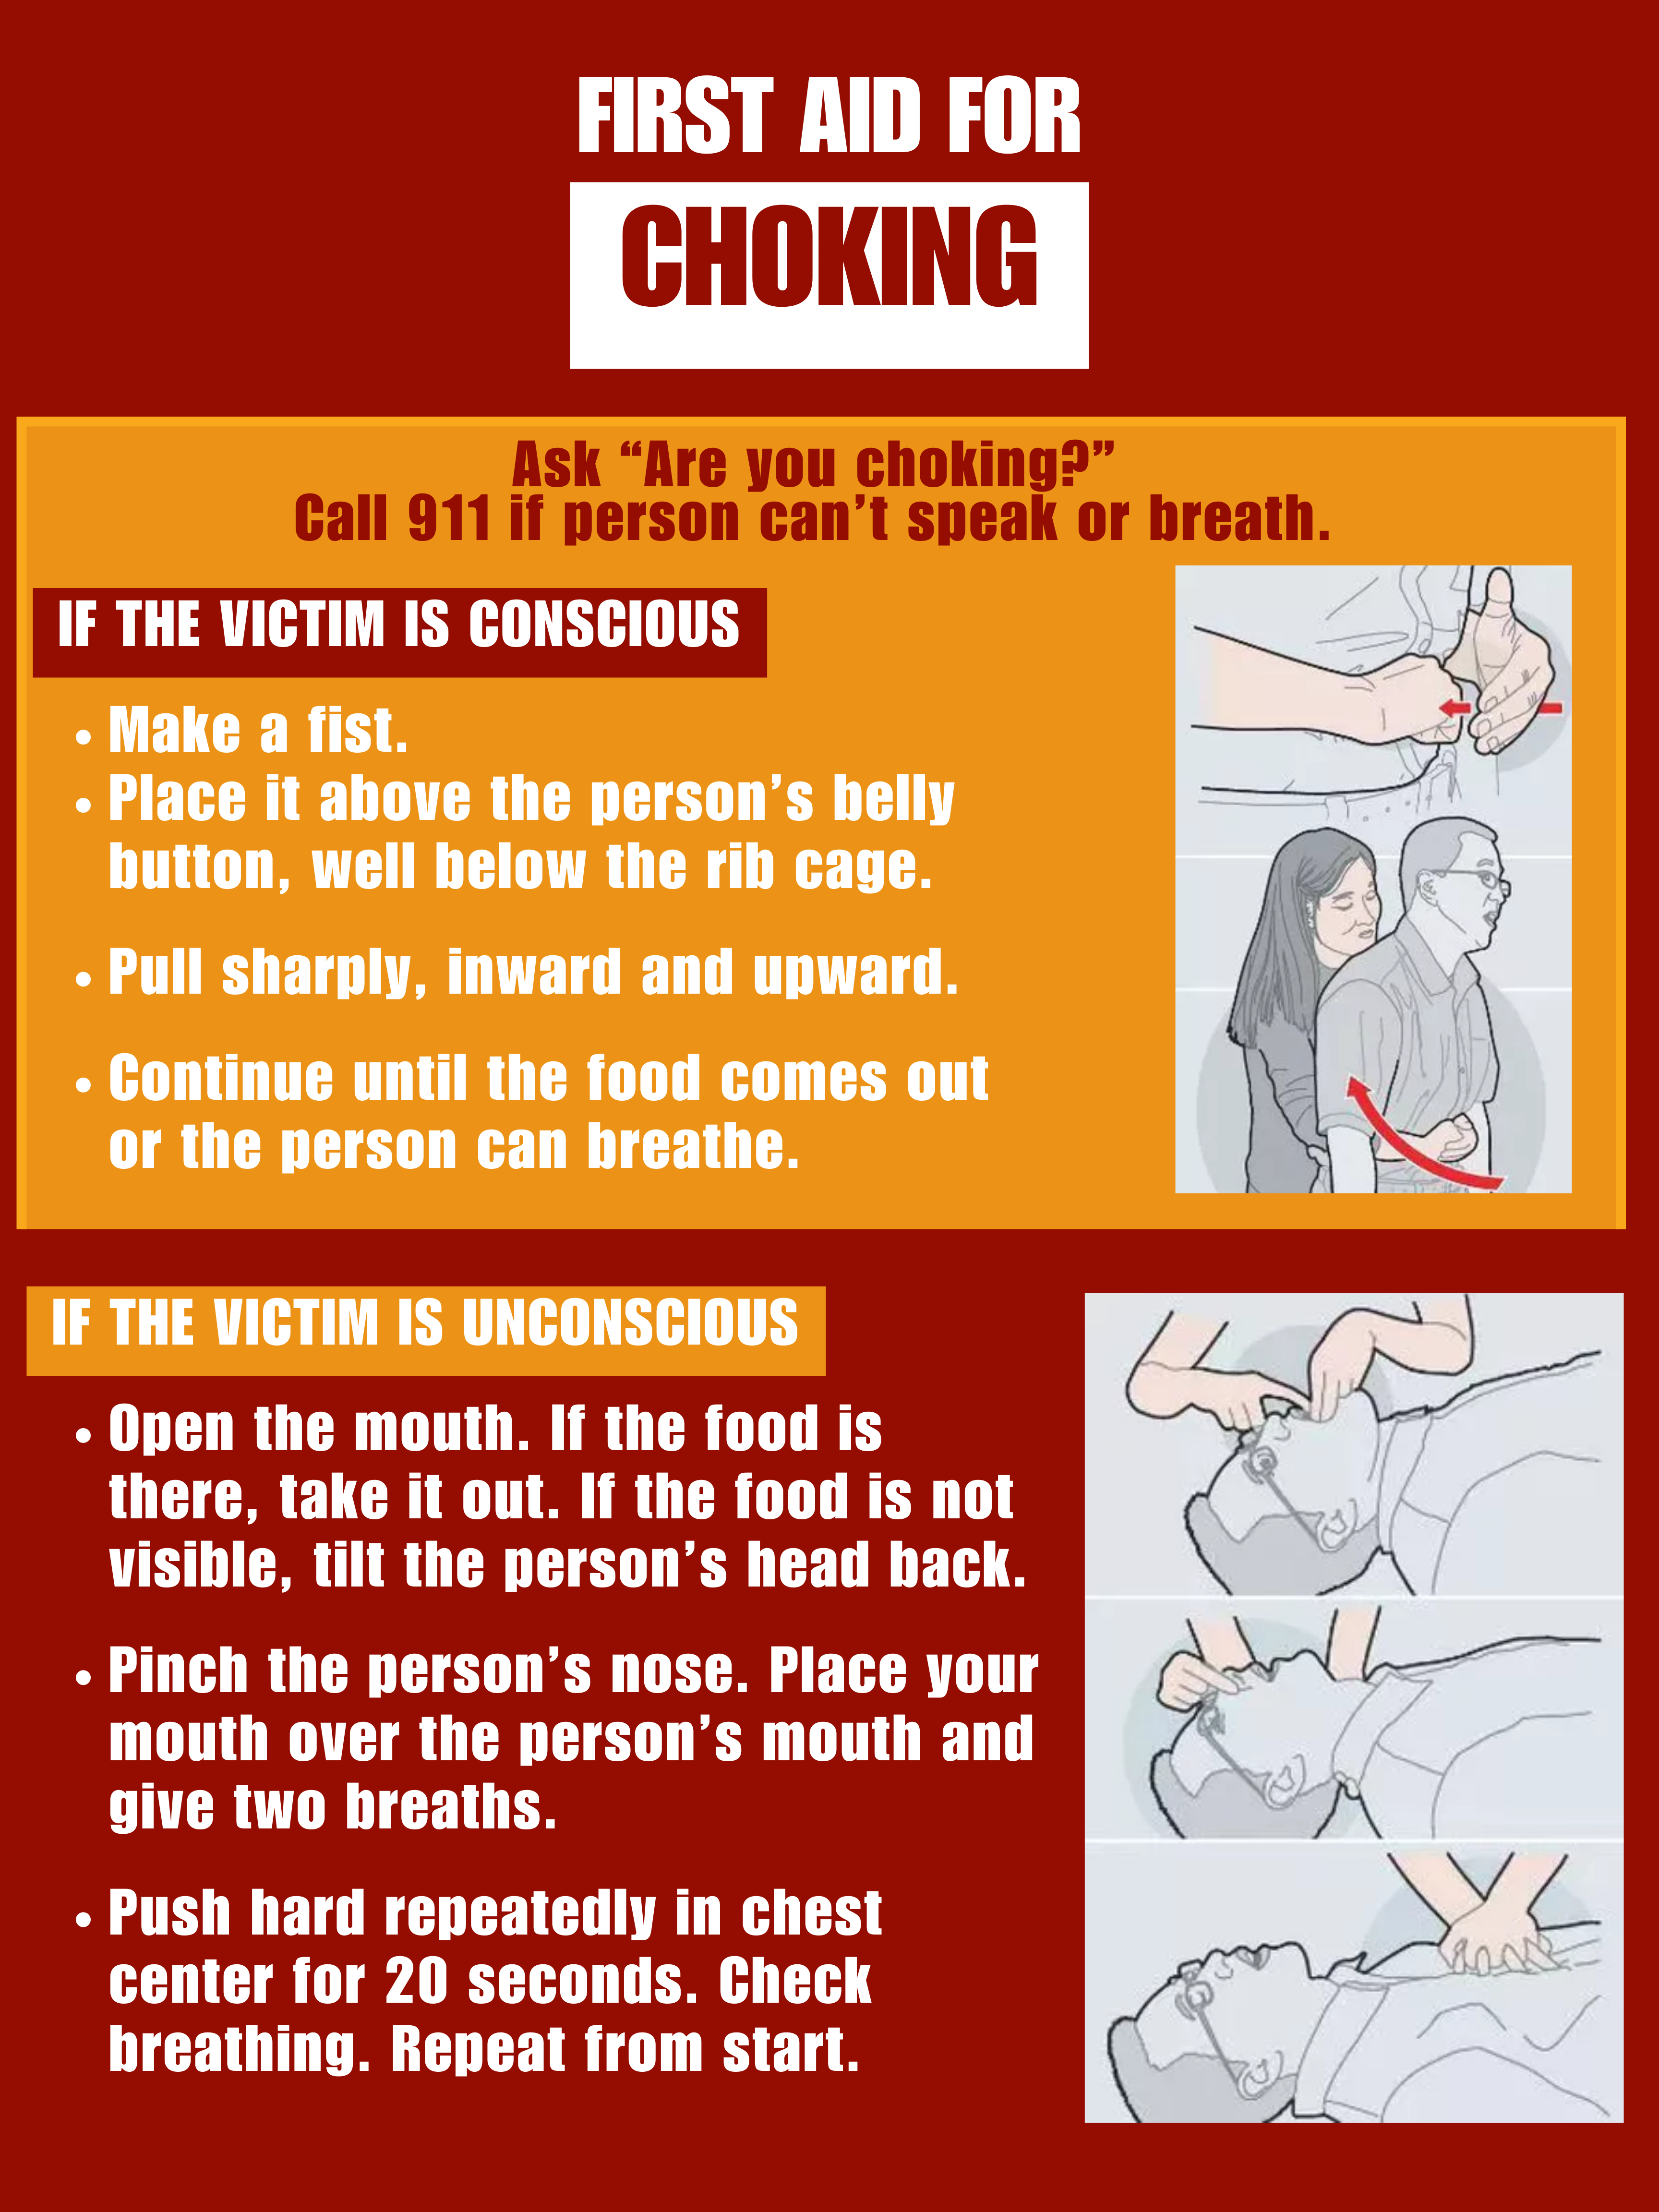 FIRST AID FOR
CHOKING
Ask “Are you choking?”
Call 911 if person can’t speak or breath.
IF THE VICTIM IS CONSCIOUS
• Make a fist.
• Place it above the person’s belly
button, well below the rib cage.
• Pull sharply, inward and upward.
• Continue until the food comes out
or the person can breathe.
IF THE VICTIM IS UNCONSCIOUS
• Open the mouth. If the food is
there, take it out. If the food is not
visible, tilt the person’s head back.
• Pinch the person’s nose. Place your
mouth over the person’s mouth and
give two breaths.
• Push hard repeatedly in chest
center for 20 seconds. Check
breathing. Repeat from start.